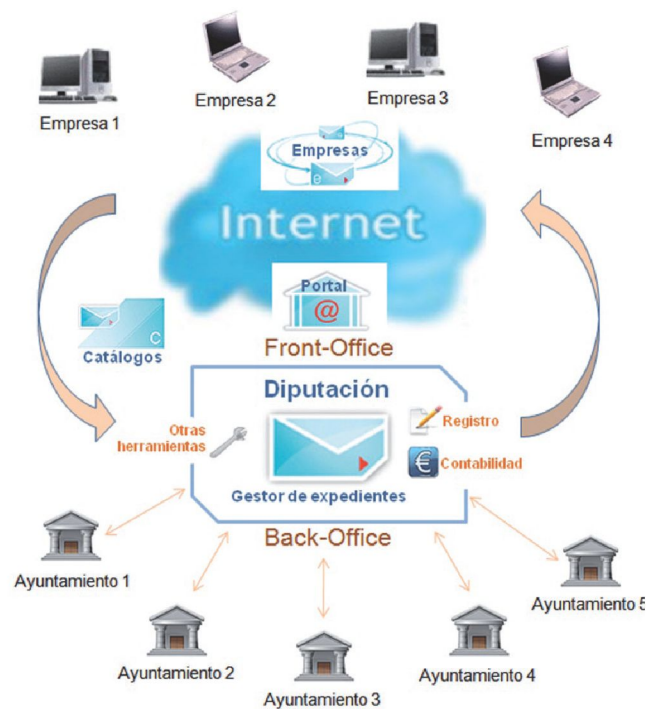 Empresa 1
Empresa 2
Empresa 3
Empresa 4
Empresas
e
Internet
Portal
@
C
Catálogos
Front-Office
Diputación
Otras
herramientas
Registro
€ Contabilidad
Gestor de expedientes
Back-Office
Ayuntamiento 1
Ayuntamiento 2
Ayuntamiento 3
Ayuntamiento 4
Ayuntamiento 5